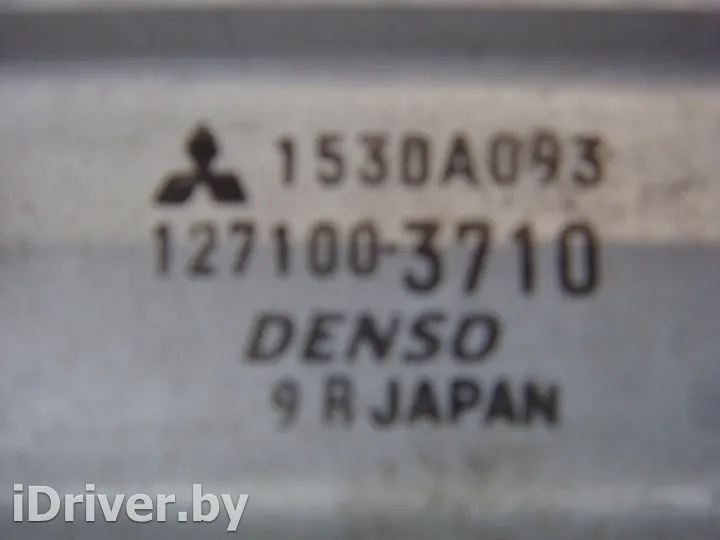 1530A093
127100-3710
DENSO
9 R JAPAN
iDriver.by